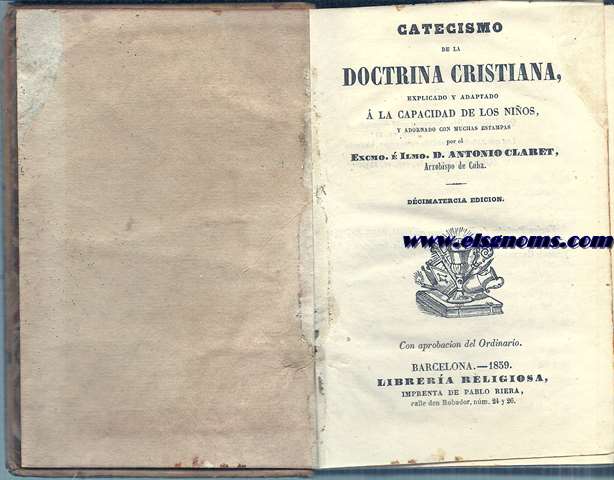 CATECISMO
DE LA
DOCTRINA CRISTIANA,
EXPLICADO Y ADAPTADO
Á LA CAPACIDAD DE LOS NIÑOS,
Y ADORNADO CON MUCHAS ESTAMPAS
por el
EXCMO. É ILMO. D. ANTONIO CLARET,
Arzobispo de Cuba.
DÉCIMATERCIA EDICION.
www.elsgnoms.com
Con aprobacion del Ordinario.
BARCELONA.—1859.
LIBRERÍA RELIGIOSA,
IMPRENTA DE PABLO RIERA,
calle den Robador, núm. 24 y 26.